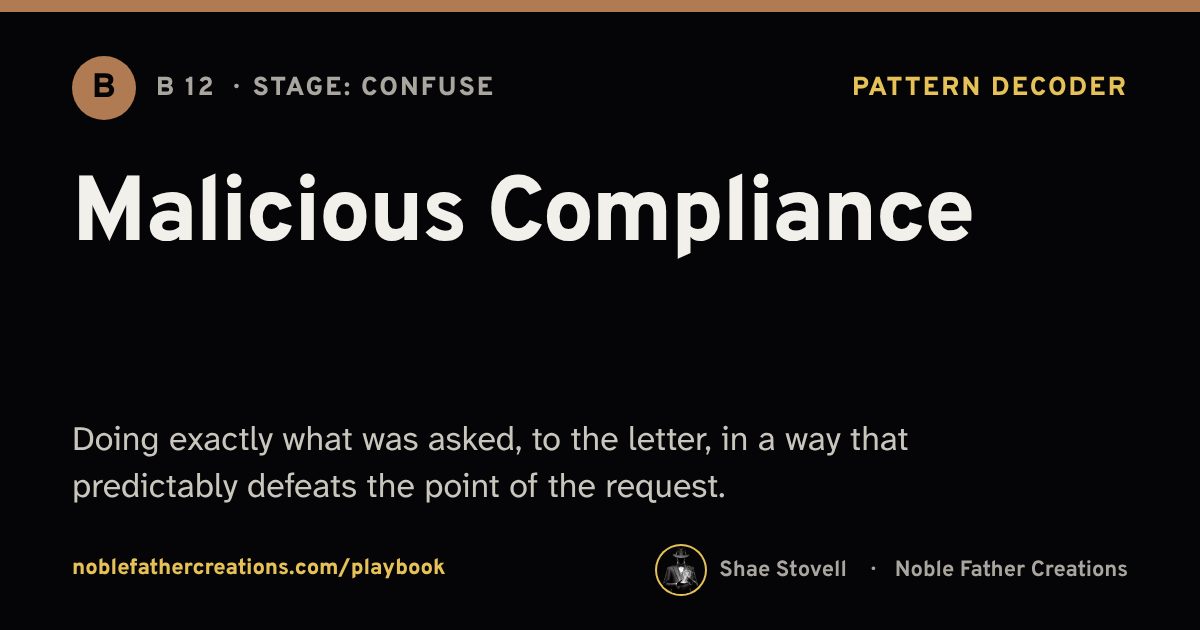 B
B 12 · STAGE: CONFUSE
PATTERN DECODER
Malicious Compliance
Doing exactly what was asked, to the letter, in a way that
predictably defeats the point of the request.
noblefathercreations.com/playbook
Shae Stovell · Noble Father Creations